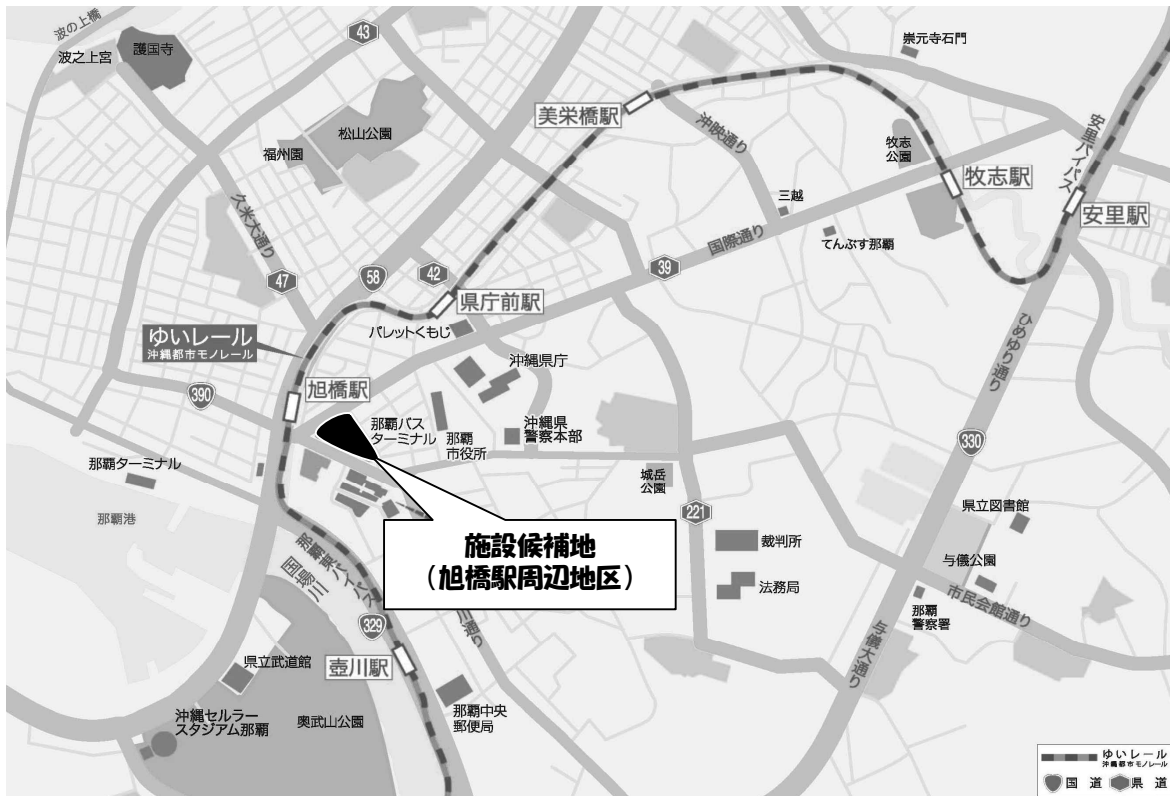 波の上橋
波之上宮
護国寺
43
崇元寺石門
美栄橋駅
松山公園
福州園
沖映通り
牧志
公園
安里バイパス
牧志駅
安里駅
三越
久米大通り
国際通り
てんぶす那覇
47
58
42
39
県庁前駅
パレットくもじ
ゆいレール
沖縄都市モノレール
ひめゆり通り
沖縄県庁
旭橋駅
390
那覇バス
ターミナル
那覇
市役所
沖縄県
警察本部
330
那覇ターミナル
城岳
公園
那覇港
221
県立図書館
施設候補地
(旭橋駅周辺地区)
裁判所
与儀公園
法務局
国場川
那覇東バイパス
329
川通り
那覇
警察署
市民会館通り
与儀大通り
県立武道館
壺川駅
沖縄セルラー
スタジアム那覇
奥武山公園
那覇中央
郵便局
ゆいレール
沖縄都市モノレール
国道
県道